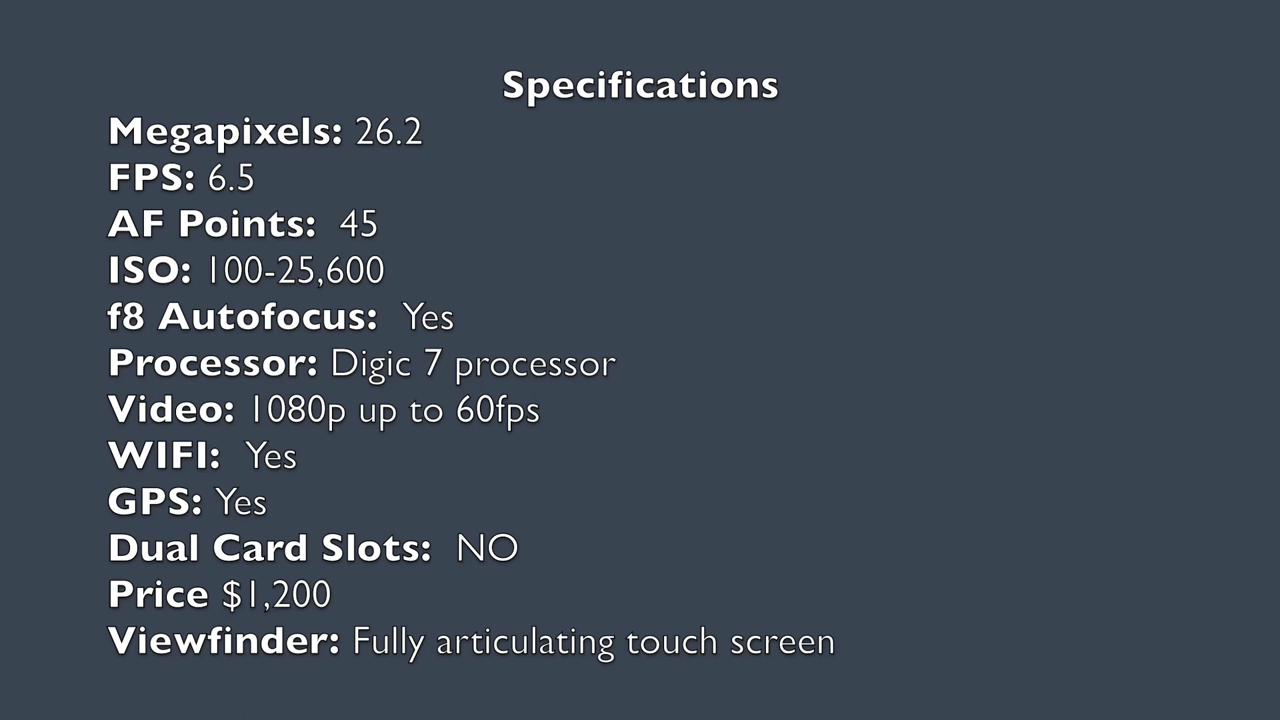 Specifications
Megapixels: 26.2
FPS: 6.5
AF Points: 45
ISO: 100-25,600
f8 Autofocus: Yes
Processor: Digic 7 processor
Video: 1080p up to 60fps
WIFI: Yes
GPS: Yes
Dual Card Slots: NO
Price $1,200
Viewfinder: Fully articulating touch screen